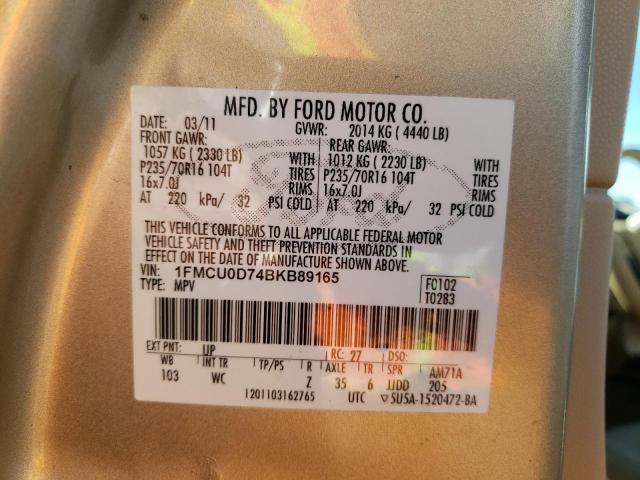 MFD. BY FORD MOTOR CO.
DATE: 03/11 GVWR: 2014 KG ( 4440 LB)
FRONT GAWR: REAR GAWR:
1057 KG ( 2330 LB) WITH 1012 KG ( 2230 LB) WITH
P235/70R16 104T TIRES P235/70R16 104T TIRES
16x7.0J RIMS 16x7.0J RIMS
AT 220 kPa/ 32 PSI COLD AT 220 kPa/ 32 PSI COLD
THIS VEHICLE CONFORMS TO ALL APPLICABLE FEDERAL MOTOR
VEHICLE SAFETY AND THEFT PREVENTION STANDARDS IN
EFFECT ON THE DATE OF MANUFACTURE SHOWN ABOVE.
VIN: 1FMCU0D74BKB89165 F0102
TYPE: MPV T0283
EXT PNT: UP RC: 27 DSO:
WB INT TR TP/PS R AXLE TR SPR AM71A
103 WC Z 35 6 JJDD 205
1201103162765 UTC 5U5A-1520472-BA
Ford